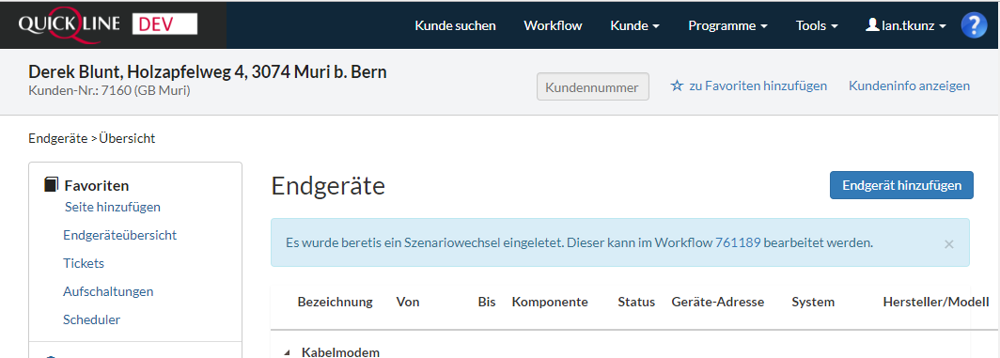 QUICKLINE DEV Kunde suchen Workflow Kunde Programme Tools lan.tkunz ?
Derek Blunt, Holzapfelweg 4, 3074 Muri b. Bern
Kunden-Nr.: 7160 (GB Muri)
Kundennummer zu Favoriten hinzufügen Kundeninfo anzeigen
Endgeräte > Übersicht
Favoriten
Seite hinzufügen
Endgeräteübersicht
Tickets
Aufschaltungen
Scheduler
Endgeräte
Endgerät hinzufügen
Es wurde beretis ein Szenariowechsel eingeletet. Dieser kann im Workflow 761189 bearbeitet werden. ×
Bezeichnung Von Bis Komponente Status Geräte-Adresse System Hersteller/Modell
Kabelmodem